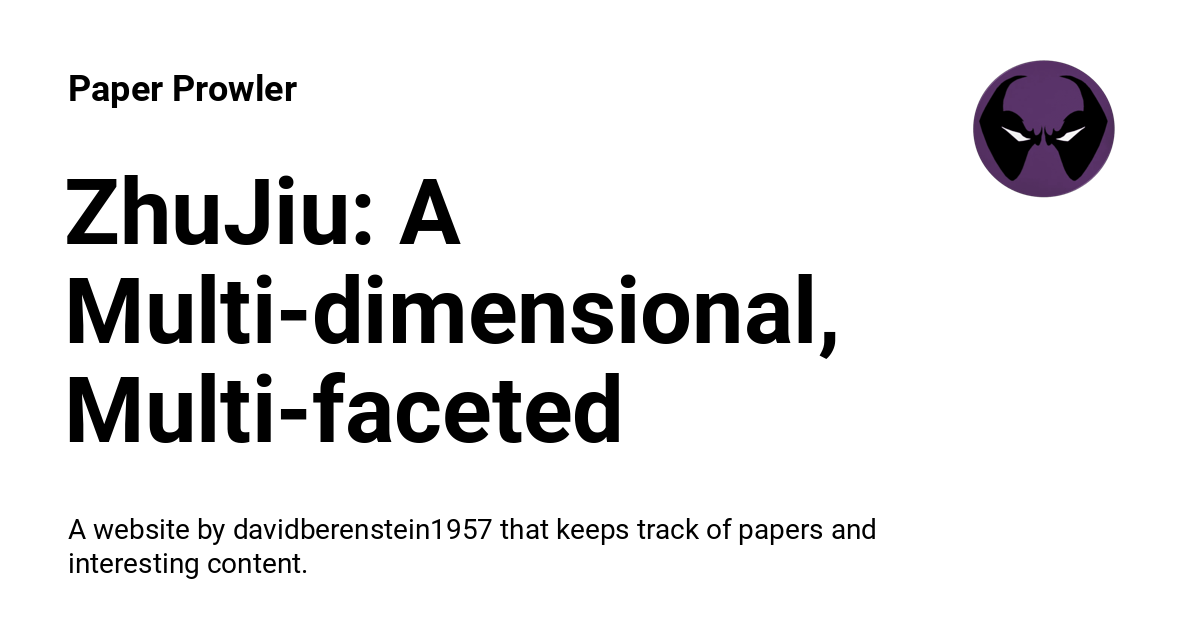 Paper Prowler
ZhuJiu: A
Multi-dimensional,
Multi-faceted
A website by davidberenstein1957 that keeps track of papers and
interesting content.